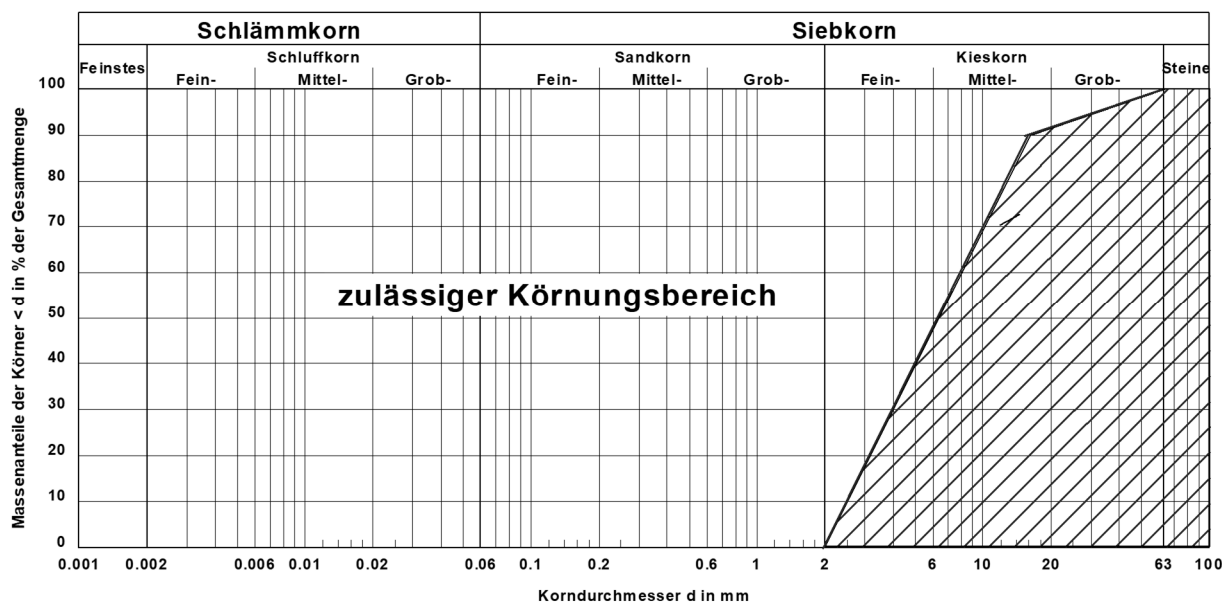 Schlämmkorn Siebkorn
Feinstes Schluffkorn Sandkorn Kieskorn Steine
Fein- Mittel- Grob- Fein- Mittel- Grob- Fein- Mittel- Grob-
Massenanteile der Körner < d in % der Gesamtmenge
100
90
80
70
60
50
40
30
20
10
0
zulässiger Körnungsbereich
0.001 0.002 0.006 0.01 0.02 0.06 0.1 0.2 0.6 1 2 6 10 20 63 100
Korndurchmesser d in mm